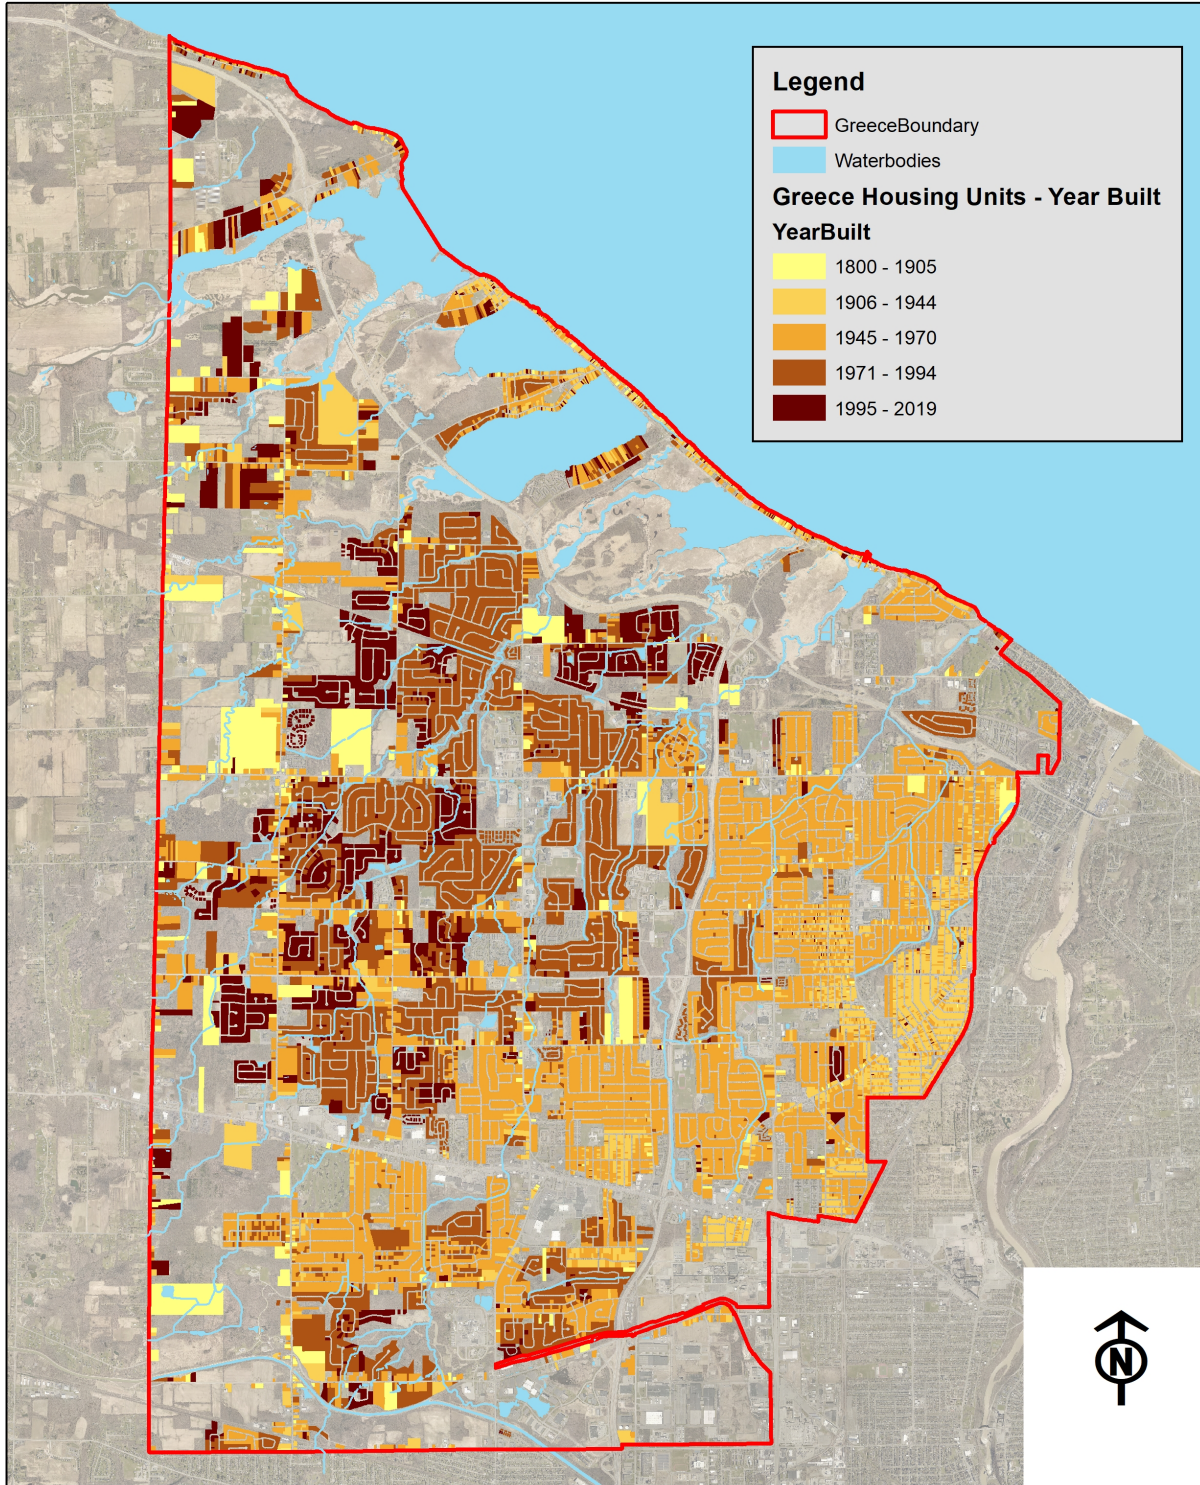 Legend
GreeceBoundary
Waterbodies
Greece Housing Units - Year Built
YearBuilt
1800 - 1905
1906 - 1944
1945 - 1970
1971 - 1994
1995 - 2019
N